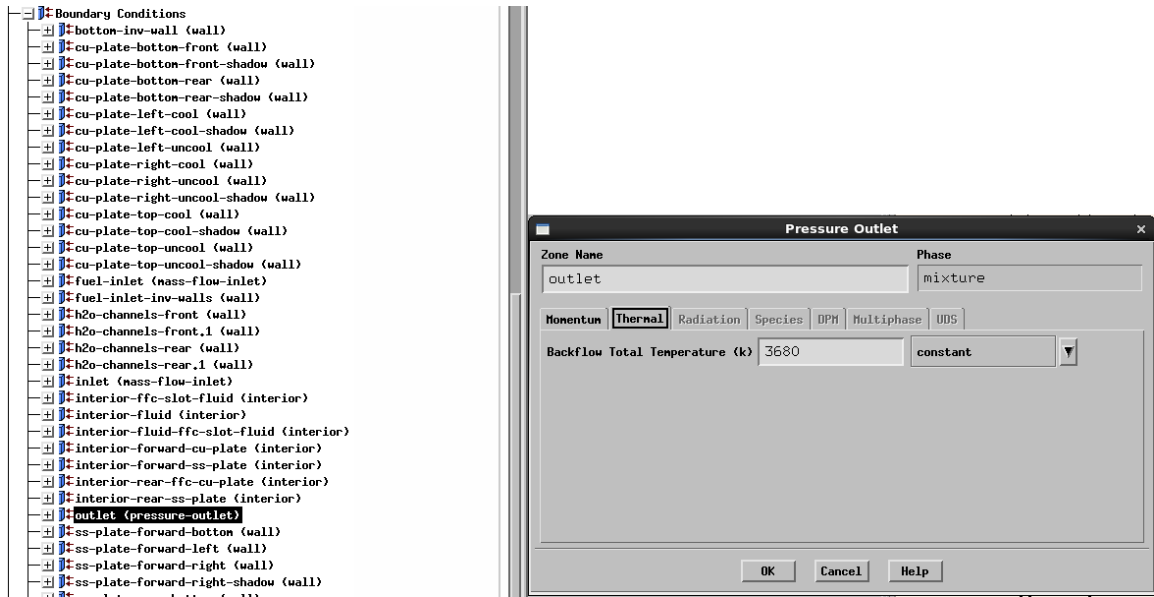 Boundary Conditions
bottom-inv-wall (wall)
cu-plate-bottom-front (wall)
cu-plate-bottom-front-shadow (wall)
cu-plate-bottom-rear (wall)
cu-plate-bottom-rear-shadow (wall)
cu-plate-left-cool (wall)
cu-plate-left-cool-shadow (wall)
cu-plate-left-uncool (wall)
cu-plate-right-cool (wall)
cu-plate-right-uncool (wall)
cu-plate-right-uncool-shadow (wall)
cu-plate-top-cool (wall)
cu-plate-top-cool-shadow (wall)
cu-plate-top-uncool (wall)
cu-plate-top-uncool-shadow (wall)
fuel-inlet (mass-flow-inlet)
fuel-inlet-inv-walls (wall)
h2o-channels-front (wall)
h2o-channels-front.1 (wall)
h2o-channels-rear (wall)
h2o-channels-rear.1 (wall)
inlet (mass-flow-inlet)
interior-ffc-slot-fluid (interior)
interior-fluid (interior)
interior-fluid-ffc-slot-fluid (interior)
interior-forward-cu-plate (interior)
interior-forward-ss-plate (interior)
interior-rear-ffc-cu-plate (interior)
interior-rear-ss-plate (interior)
outlet (pressure-outlet)
ss-plate-forward-bottom (wall)
ss-plate-forward-left (wall)
ss-plate-forward-right (wall)
ss-plate-forward-right-shadow (wall)
Pressure Outlet
Zone Name Phase
outlet mixture
Momentum Thermal Radiation Species DPM Multiphase UDS
Backflow Total Temperature (k) 3680 constant
OK Cancel Help